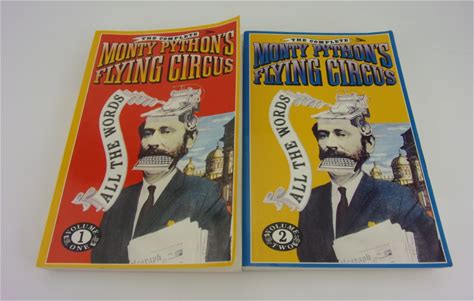 THE COMPLETE
MONTY PYTHON'S
FLYING CIRCUS
ALL THE WORDS
1
VOLUME
ONE
THE COMPLETE
MONTY PYTHON'S
FLYING CIRCUS
ALL THE WORDS
2
VOLUME
TWO